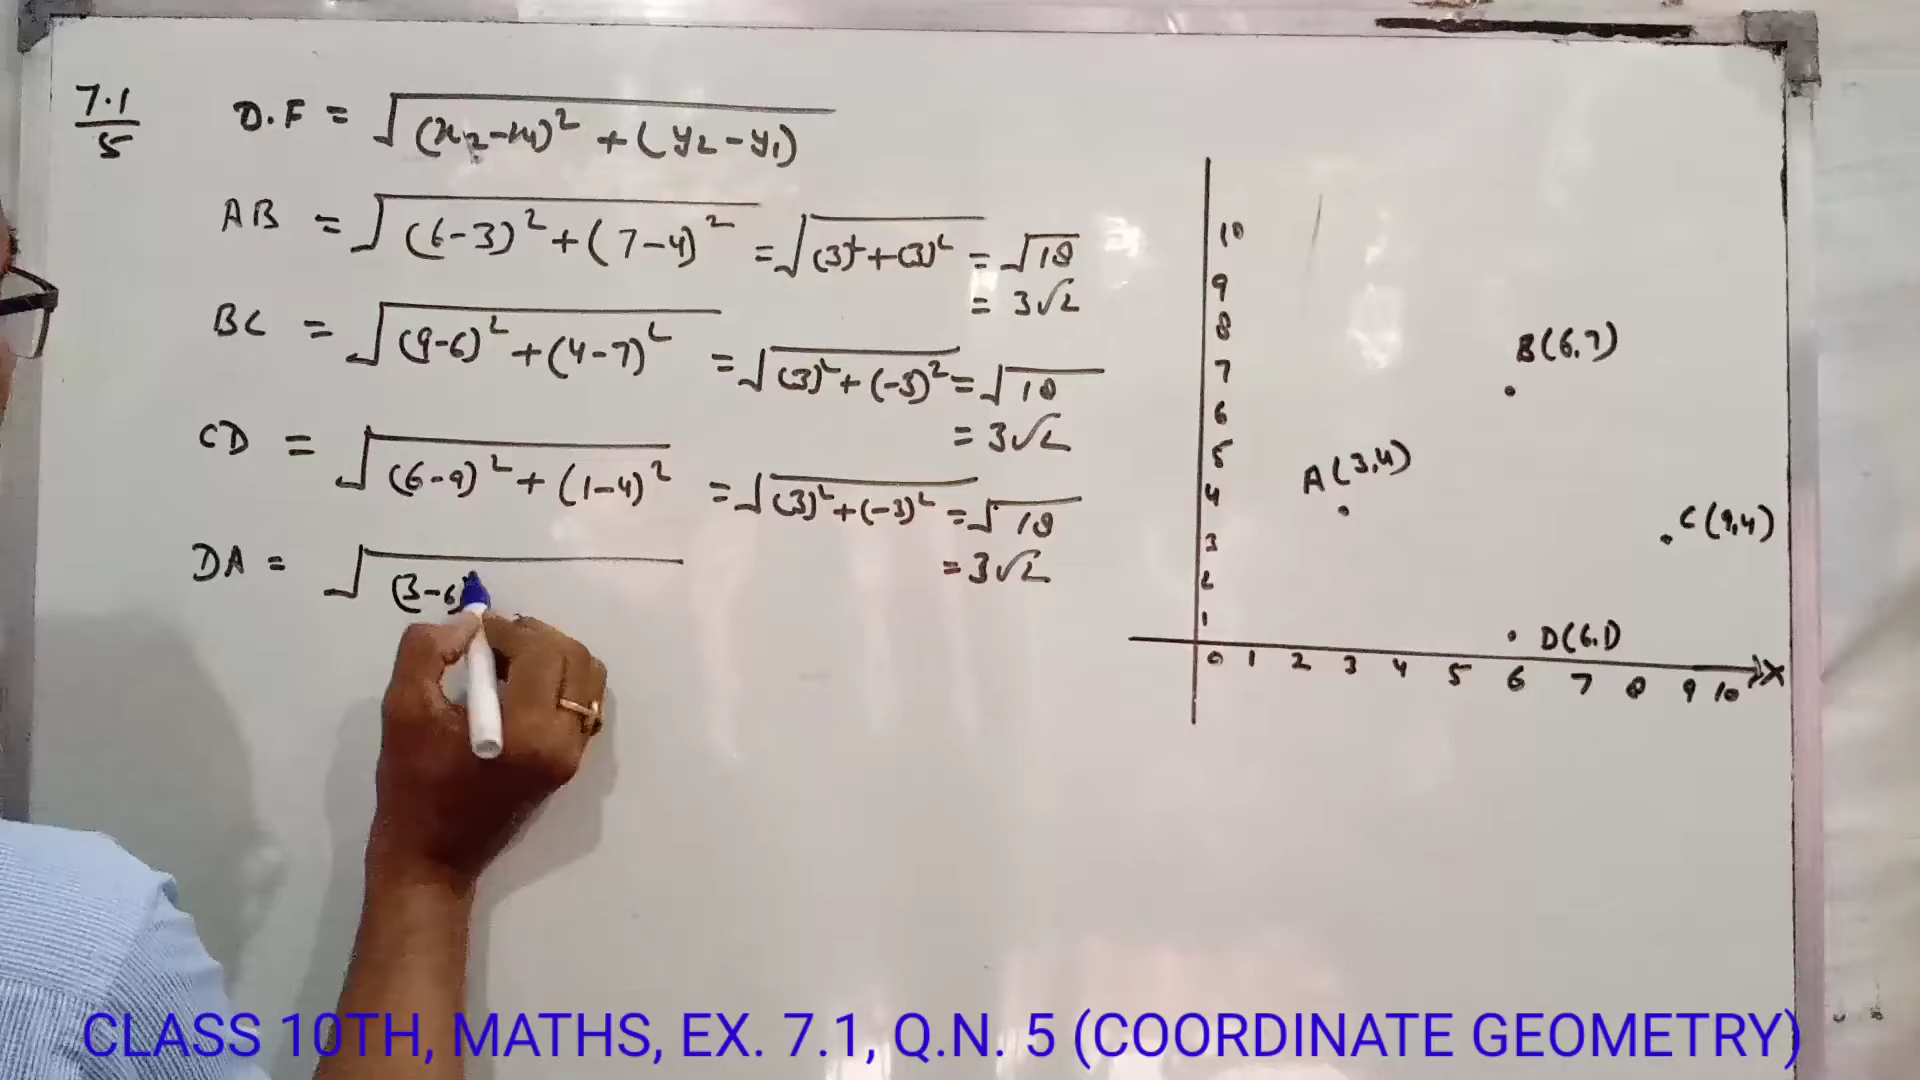 7.1
5
D.F = √(x₂-x₁)² + (y₂-y₁)
AB = √(6-3)² + (7-4)² = √(3)² + (3)² = √18
= 3√2
BC = √(9-6)² + (4-7)² = √(3)² + (-3)² = √18
= 3√2
CD = √(6-9)² + (1-4)² = √(3)² + (-3)² = √18
= 3√2
DA = √(3-6)
10
9
8
7
6
5
4
3
2
1
B(6,7)
A(3,4)
C(9,4)
D(6,1)
0 1 2 3 4 5 6 7 8 9 10 X
CLASS 10TH, MATHS, EX. 7.1, Q.N. 5 (COORDINATE GEOMETRY)